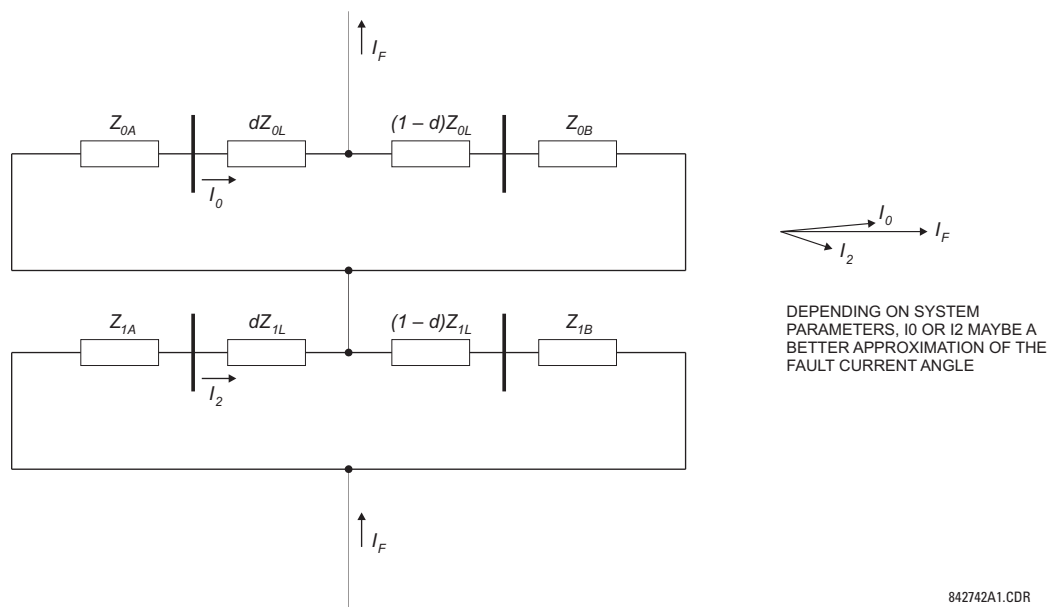 I_F
Z_0A dZ_0L (1 – d)Z_0L Z_0B
I_0
Z_1A dZ_1L (1 – d)Z_1L Z_1B
I_2
I_F
I_0
I_F
I_2
DEPENDING ON SYSTEM
PARAMETERS, I0 OR I2 MAYBE A
BETTER APPROXIMATION OF THE
FAULT CURRENT ANGLE
842742A1.CDR